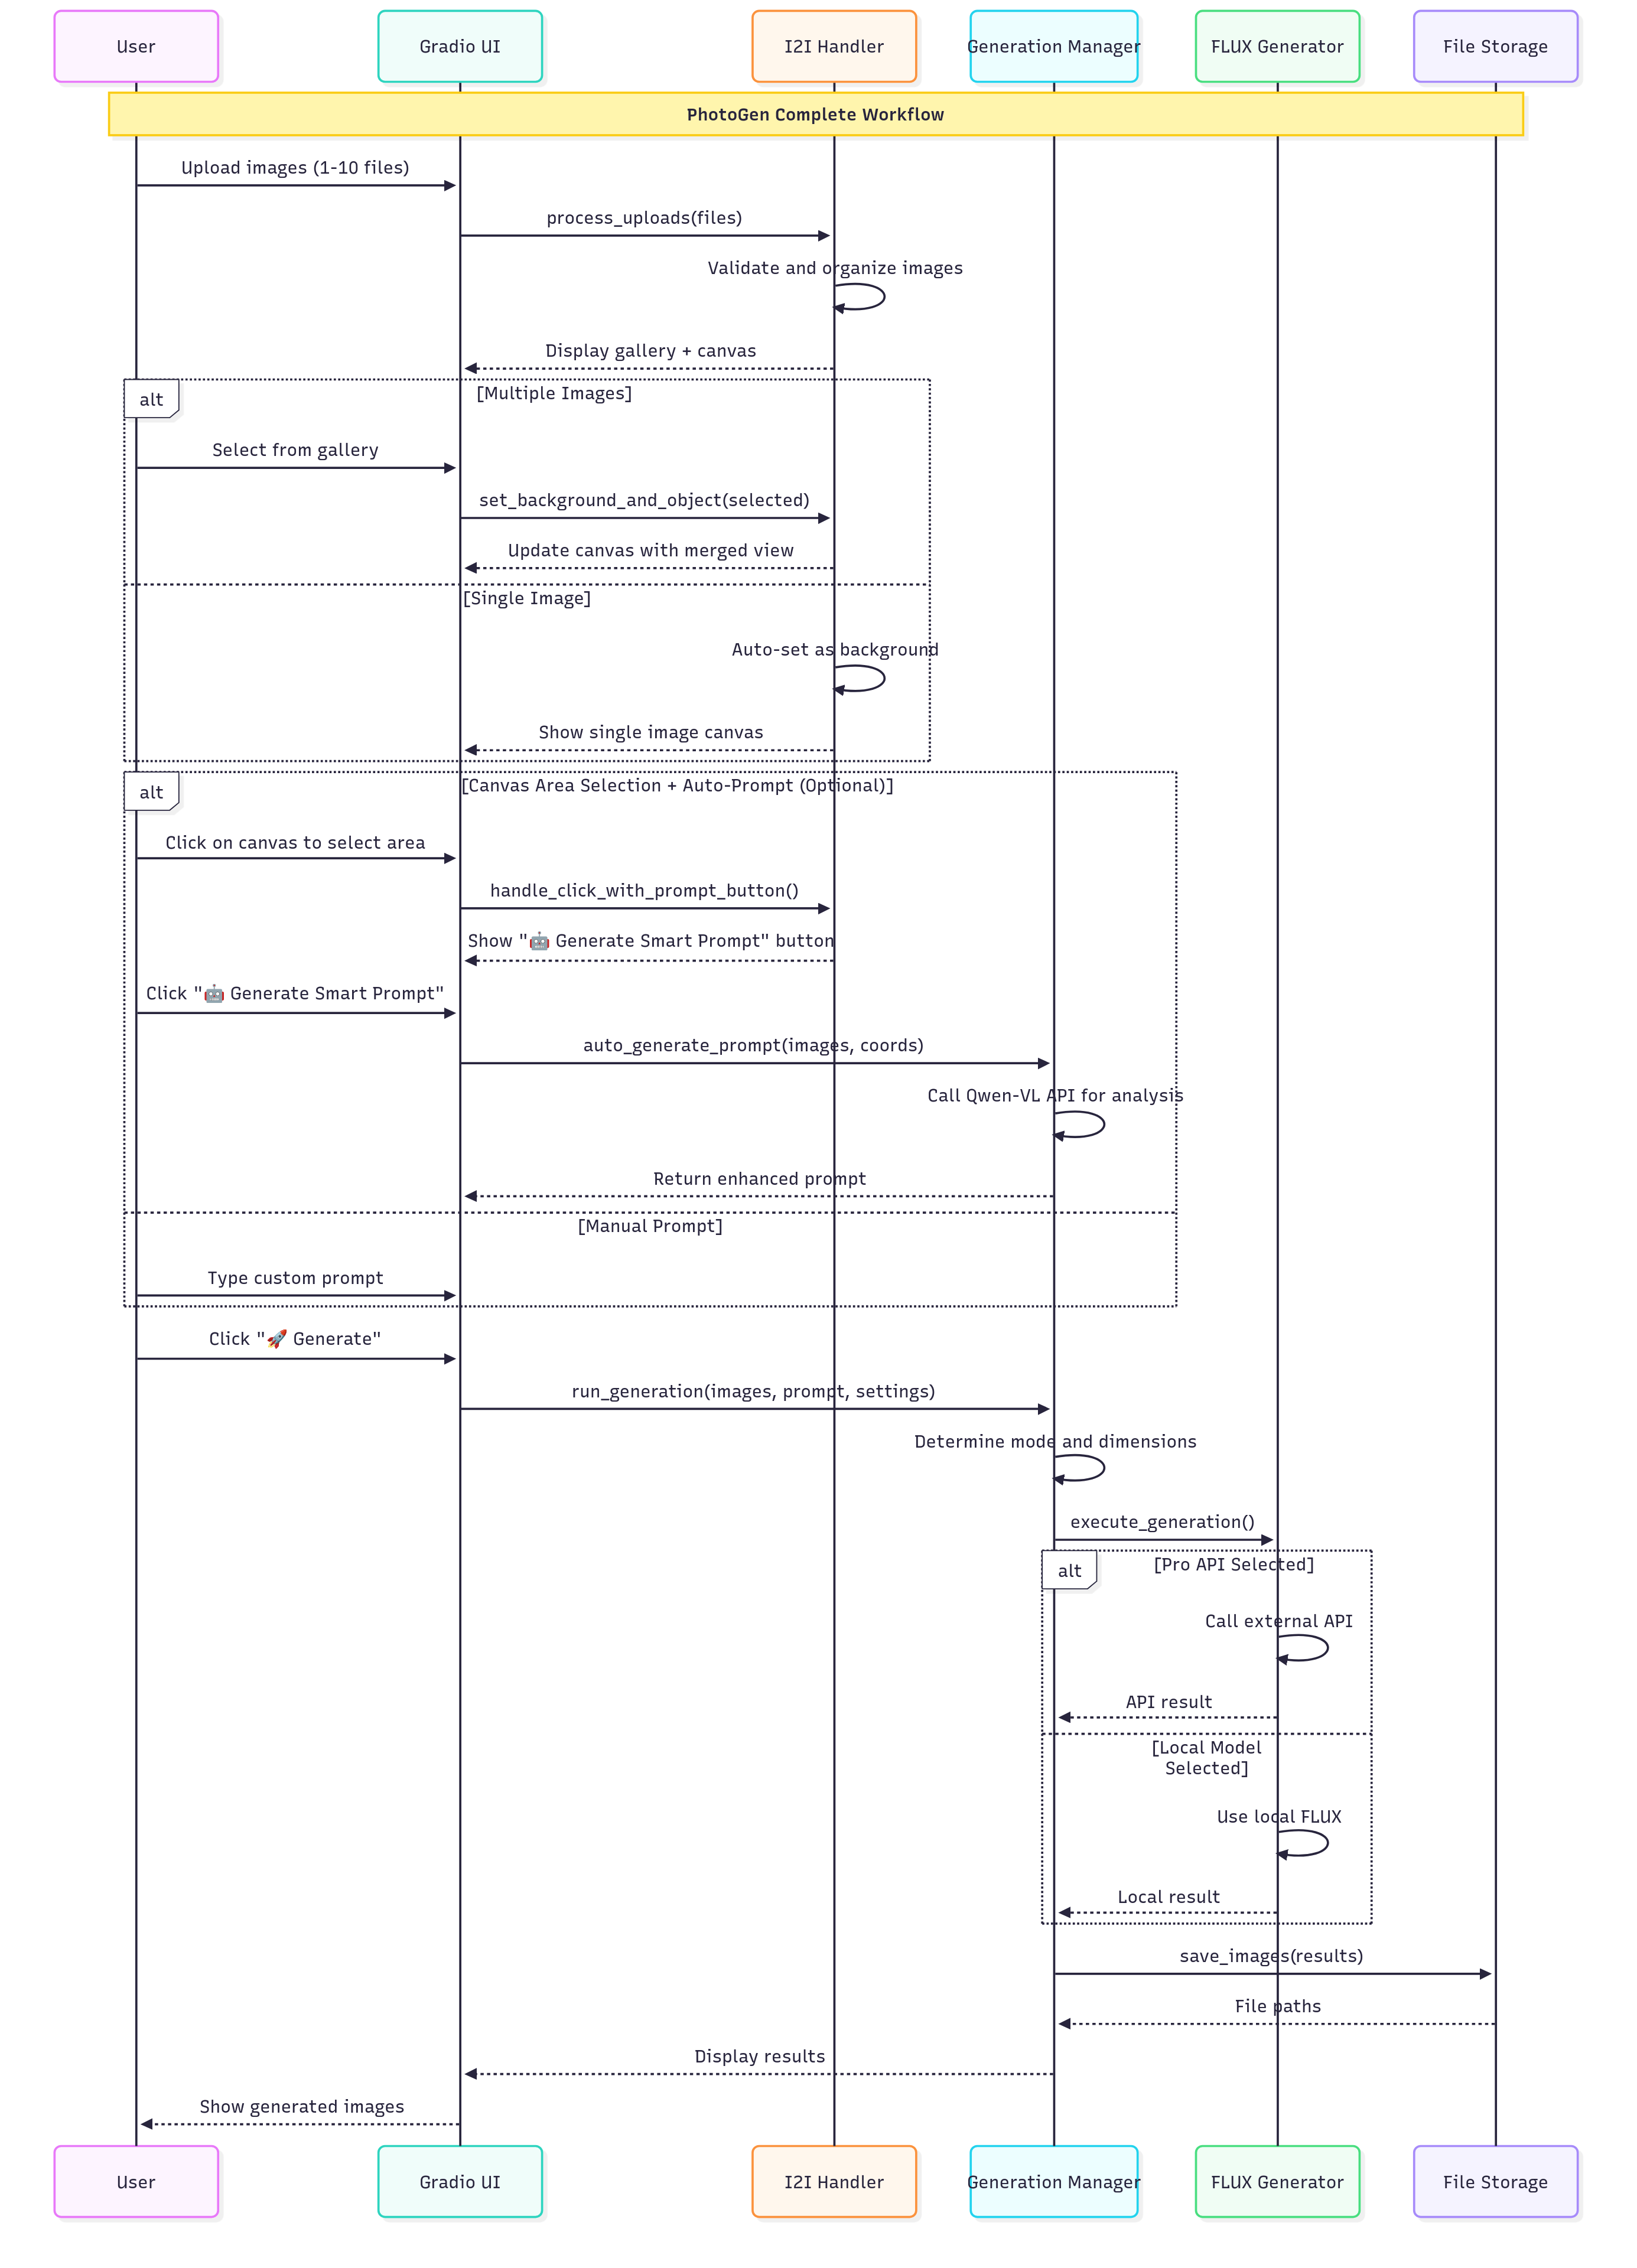 User
Gradio UI
I2I Handler
Generation Manager
FLUX Generator
File Storage
PhotoGen Complete Workflow
Upload images (1-10 files)
process_uploads(files)
Validate and organize images
Display gallery + canvas
alt
[Multiple Images]
Select from gallery
set_background_and_object(selected)
Update canvas with merged view
[Single Image]
Auto-set as background
Show single image canvas
alt
[Canvas Area Selection + Auto-Prompt (Optional)]
Click on canvas to select area
handle_click_with_prompt_button()
Show "🤖 Generate Smart Prompt" button
Click "🤖 Generate Smart Prompt"
auto_generate_prompt(images, coords)
Call Qwen-VL API for analysis
Return enhanced prompt
[Manual Prompt]
Type custom prompt
Click "🚀 Generate"
run_generation(images, prompt, settings)
Determine mode and dimensions
execute_generation()
alt
[Pro API Selected]
Call external API
API result
[Local Model
Selected]
Use local FLUX
Local result
save_images(results)
File paths
Display results
Show generated images
User
Gradio UI
I2I Handler
Generation Manager
FLUX Generator
File Storage